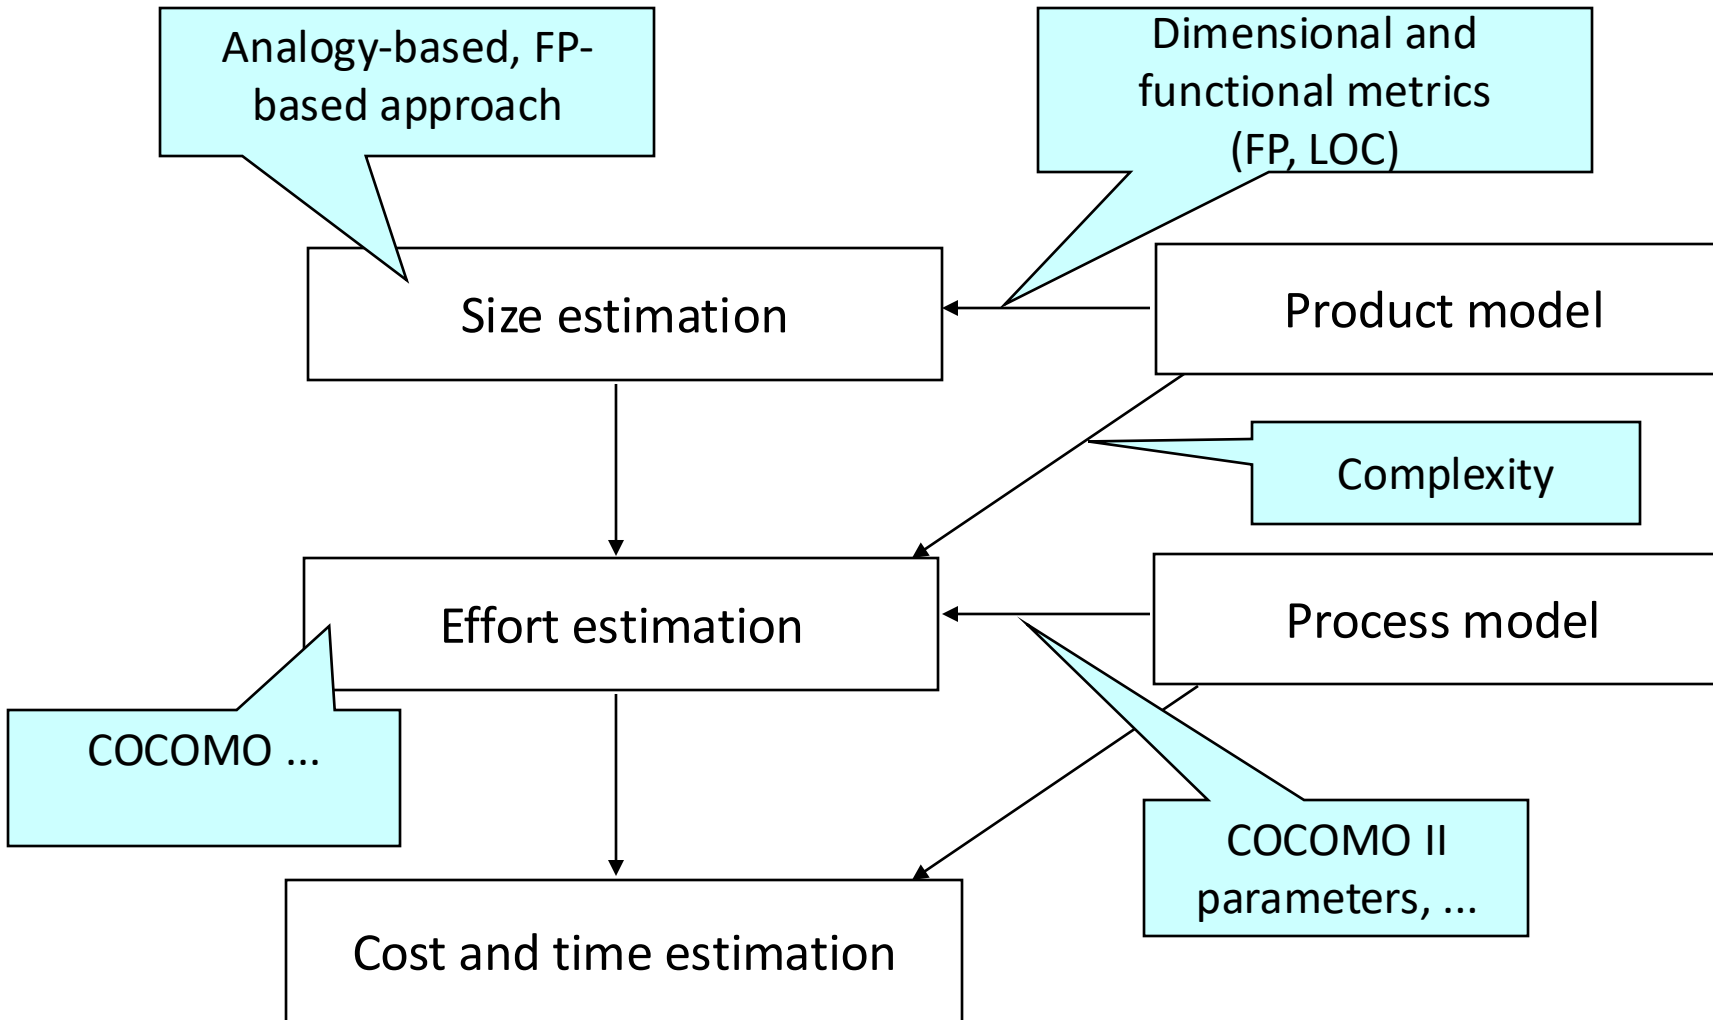 Analogy-based, FP-
based approach
Dimensional and
functional metrics
(FP, LOC)
Size estimation
Product model
Complexity
Effort estimation
Process model
COCOMO ...
COCOMO II
parameters, ...
Cost and time estimation